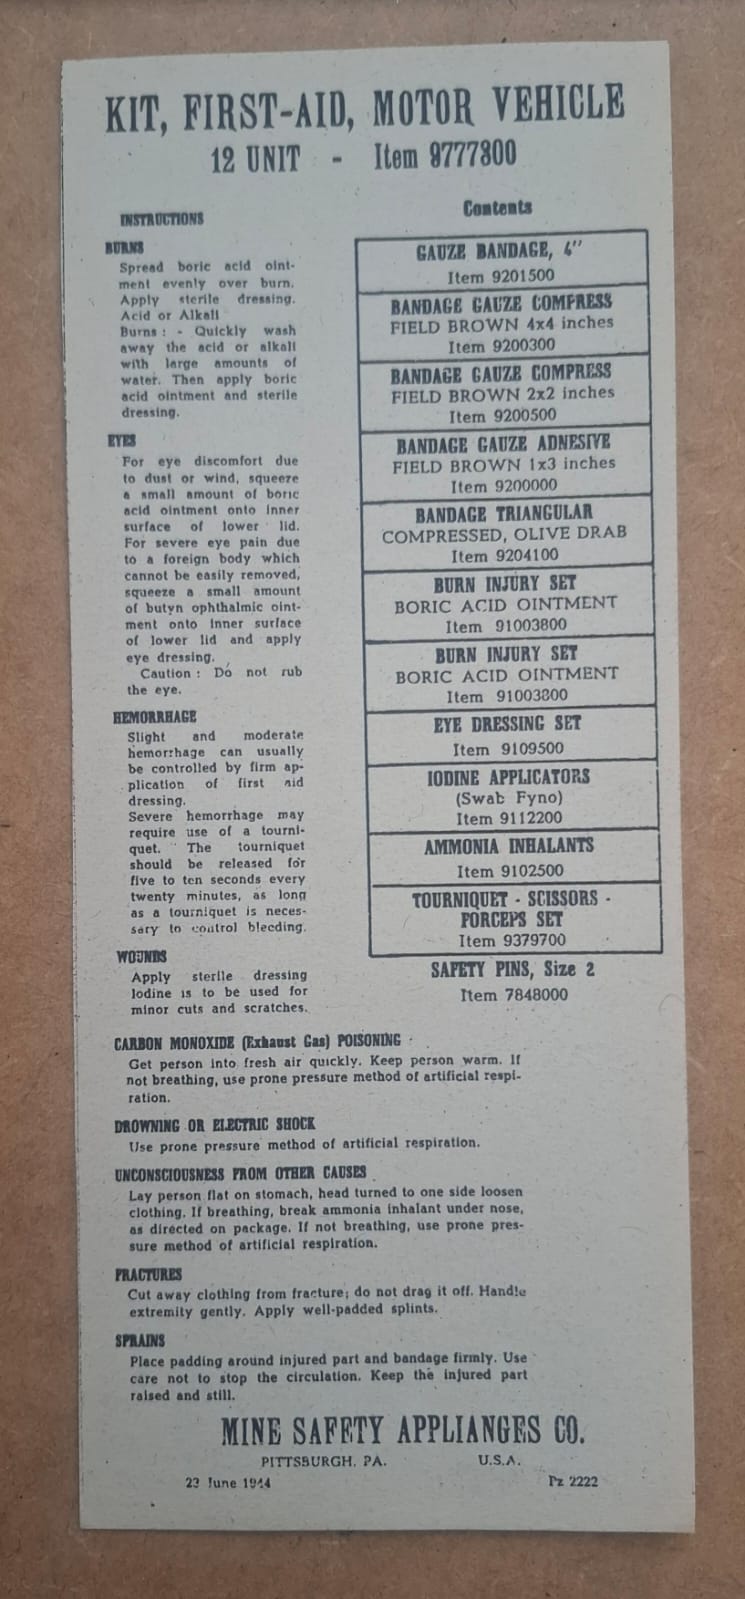 KIT, FIRST-AID, MOTOR VEHICLE
12 UNIT - Item 9777300
INSTRUCTIONS
BURNS
Spread boric acid oint-
ment evenly over burn.
Apply sterile dressing.
Acid or Alkali
Burns : - Quickly wash
away the acid or alkali
with large amounts of
water. Then apply boric
acid ointment and sterile
dressing.
EYES
For eye discomfort due
to dust or wind, squeeze
a small amount of boric
acid ointment onto inner
surface of lower lid.
For severe eye pain due
to a foreign body which
cannot be easily removed,
squeeze a small amount
of butyn ophthalmic oint-
ment onto inner surface
of lower lid and apply
eye dressing.
Caution : Do not rub
the eye.
HEMORRHAGE
Slight and moderate
hemorrhage can usually
be controlled by firm ap-
plication of first aid
dressing.
Severe hemorrhage may
require use of a tourni-
quet. The tourniquet
should be released for
five to ten seconds every
twenty minutes, as long
as a tourniquet is neces-
sary to control bleeding.
WOUNDS
Apply sterile dressing
Iodine is to be used for
minor cuts and scratches.
Contents
GAUZE BANDAGE, 4"
Item 9201500
BANDAGE GAUZE COMPRESS
FIELD BROWN 4x4 inches
Item 9200300
BANDAGE GAUZE COMPRESS
FIELD BROWN 2x2 inches
Item 9200500
BANDAGE GAUZE ADNESIVE
FIELD BROWN 1x3 inches
Item 9200000
BANDAGE TRIANGULAR
COMPRESSED, OLIVE DRAB
Item 9204100
BURN INJURY SET
BORIC ACID OINTMENT
Item 91003800
BURN INJURY SET
BORIC ACID OINTMENT
Item 91003800
EYE DRESSING SET
Item 9109500
IODINE APPLICATORS
(Swab Fyno)
Item 9112200
AMMONIA INHALANTS
Item 9102500
TOURNIQUET - SCISSORS -
FORCEPS SET
Item 9379700
SAFETY PINS, Size 2
Item 7848000
CARBON MONOXIDE (Exhaust Gas) POISONING
Get person into fresh air quickly. Keep person warm. If
not breathing, use prone pressure method of artificial respi-
ration.
DROWNING OR ELECTRIC SHOCK
Use prone pressure method of artificial respiration.
UNCONSCIOUSNESS FROM OTHER CAUSES
Lay person flat on stomach, head turned to one side loosen
clothing. If breathing, break ammonia inhalant under nose,
as directed on package. If not breathing, use prone pres-
sure method of artificial respiration.
FRACTURES
Cut away clothing from fracture; do not drag it off. Handle
extremity gently. Apply well-padded splints.
SPRAINS
Place padding around injured part and bandage firmly. Use
care not to stop the circulation. Keep the injured part
raised and still.
MINE SAFETY APPLIANGES CO.
PITTSBURGH, PA. U.S.A.
23 June 1944 Pz 2222